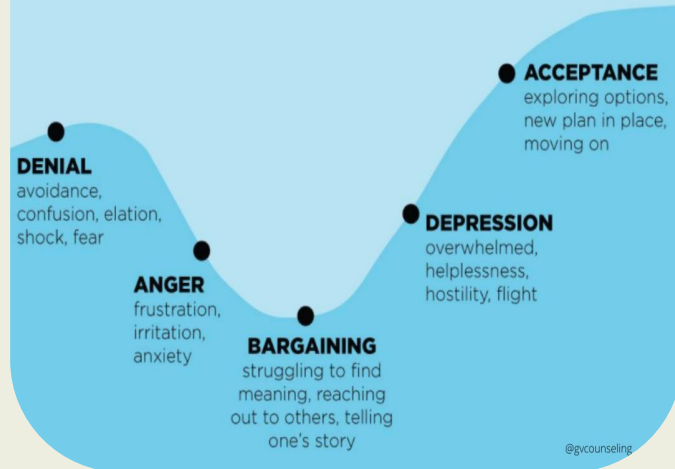 DENIAL
avoidance,
confusion, elation,
shock, fear
ANGER
frustration,
irritation,
anxiety
BARGAINING
struggling to find
meaning, reaching
out to others, telling
one's story
DEPRESSION
overwhelmed,
helplessness,
hostility, flight
ACCEPTANCE
exploring options,
new plan in place,
moving on
@gvcounseling